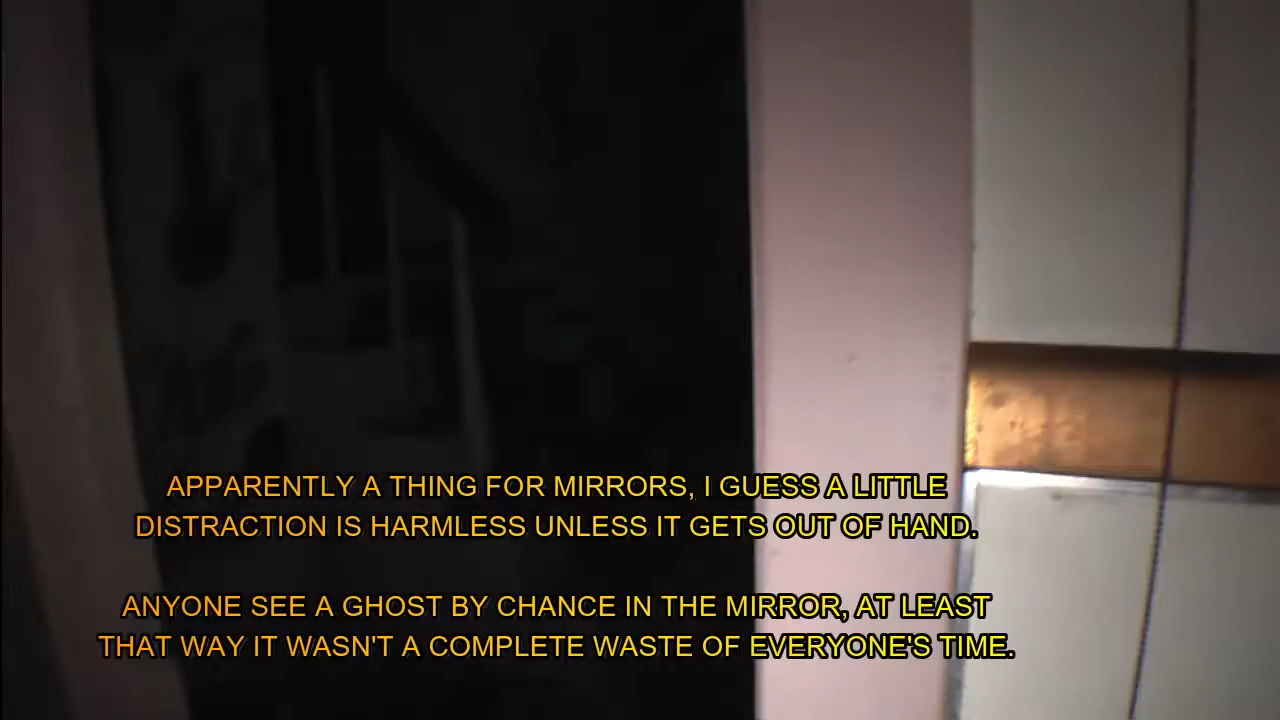 APPARENTLY A THING FOR MIRRORS, I GUESS A LITTLE
DISTRACTION IS HARMLESS UNLESS IT GETS OUT OF HAND.
ANYONE SEE A GHOST BY CHANCE IN THE MIRROR, AT LEAST
THAT WAY IT WASN'T A COMPLETE WASTE OF EVERYONE'S TIME.